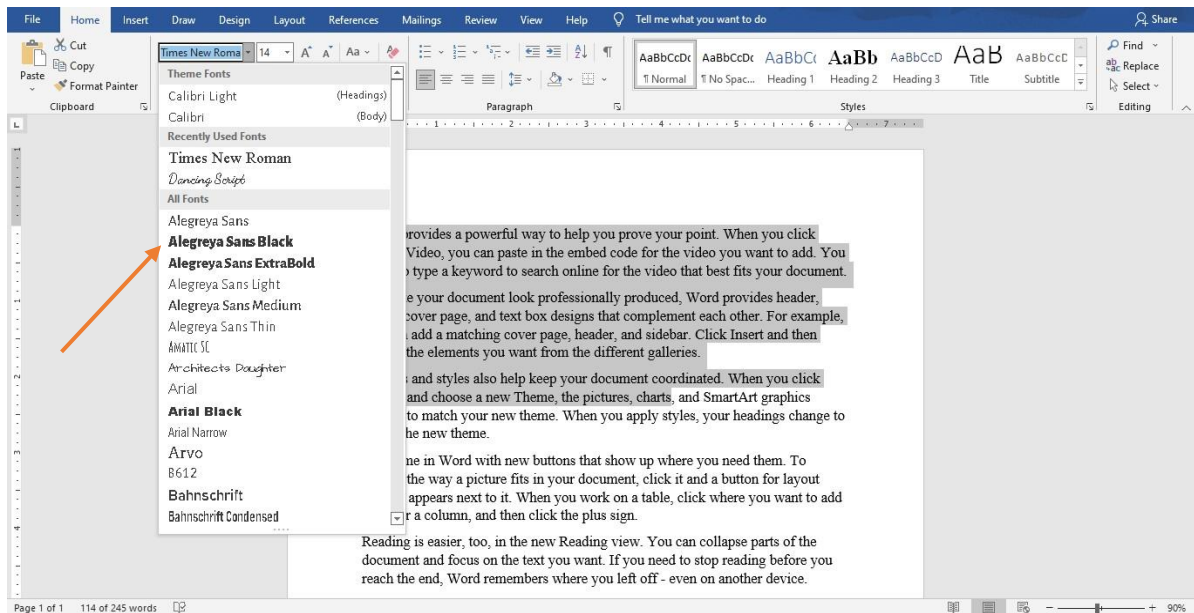 File Home Insert Draw Design Layout References Mailings Review View Help Tell me what you want to do Share
Cut
Copy
Format Painter
Paste
Clipboard
Times New Roma 14 A A Aa
Paragraph
AaBbCcDc AaBbCcDc AaBbC( AaBb AaBbCcD AaB AaBbCcD
¶ Normal ¶ No Spac... Heading 1 Heading 2 Heading 3 Title Subtitle
Styles
Find
Replace
Select
Editing
Theme Fonts
Calibri Light (Headings)
Calibri (Body)
Recently Used Fonts
Times New Roman
Dancing Script
All Fonts
Alegreya Sans
Alegreya Sans Black
Alegreya Sans ExtraBold
Alegreya Sans Light
Alegreya Sans Medium
Alegreya Sans Thin
AMATIC SC
Architects Daughter
Arial
Arial Black
Arial Narrow
Arvo
B612
Bahnschrift
Bahnschrift Condensed
1 2 3 4 5 6 7
provides a powerful way to help you prove your point. When you click
Video, you can paste in the embed code for the video you want to add. You
type a keyword to search online for the video that best fits your document.
e your document look professionally produced, Word provides header,
cover page, and text box designs that complement each other. For example,
add a matching cover page, header, and sidebar. Click Insert and then
the elements you want from the different galleries.
s and styles also help keep your document coordinated. When you click
and choose a new Theme, the pictures, charts, and SmartArt graphics
to match your new theme. When you apply styles, your headings change to
he new theme.
me in Word with new buttons that show up where you need them. To
the way a picture fits in your document, click it and a button for layout
appears next to it. When you work on a table, click where you want to add
r a column, and then click the plus sign.
Reading is easier, too, in the new Reading view. You can collapse parts of the
document and focus on the text you want. If you need to stop reading before you
reach the end, Word remembers where you left off - even on another device.
Page 1 of 1 114 of 245 words 90%